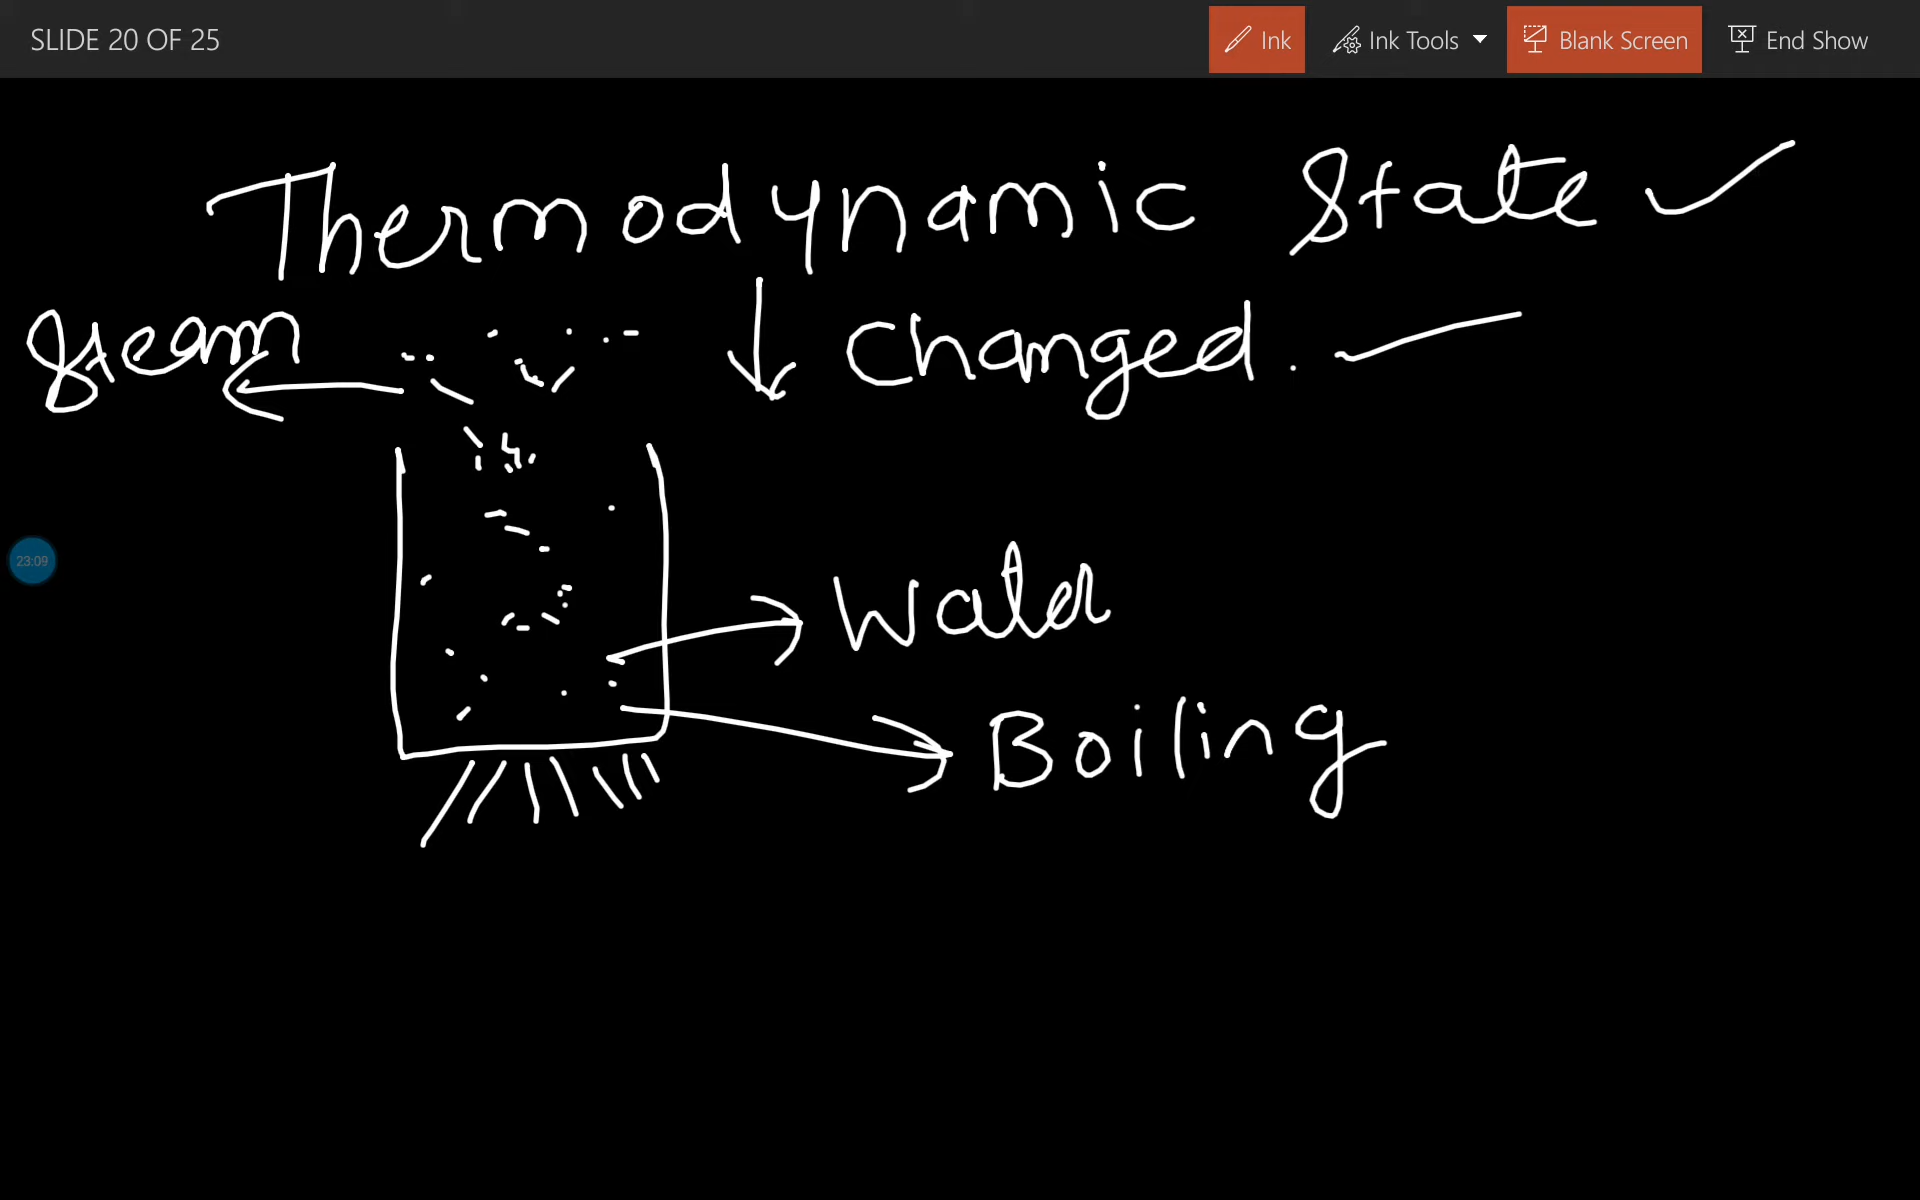 SLIDE 20 OF 25
Ink
Ink Tools
Blank Screen
End Show
Thermodynamic State
Steam
Changed.
23:09
Water
Boiling